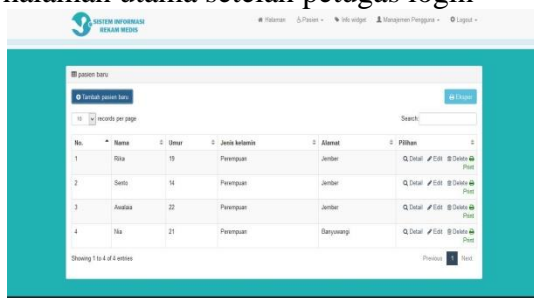 halaman utama setelah petugas login
SISTEM INFORMASI
REKAM MEDIS
Halaman Pasien Info widget Manajemen Pengguna Logout
pasien baru
Tambah pasien baru Ekspor
10 records per page Search:
No. Nama Umur Jenis kelamin Alamat Pilihan
1 Rika 19 Perempuan Jember Detail Edit Delete
Print
2 Sento 14 Perempuan Jember Detail Edit Delete
Print
3 Awalaia 22 Perempuan Jember Detail Edit Delete
Print
4 Nia 21 Perempuan Banyuwangi Detail Edit Delete
Print
Showing 1 to 4 of 4 entries Previous 1 Next